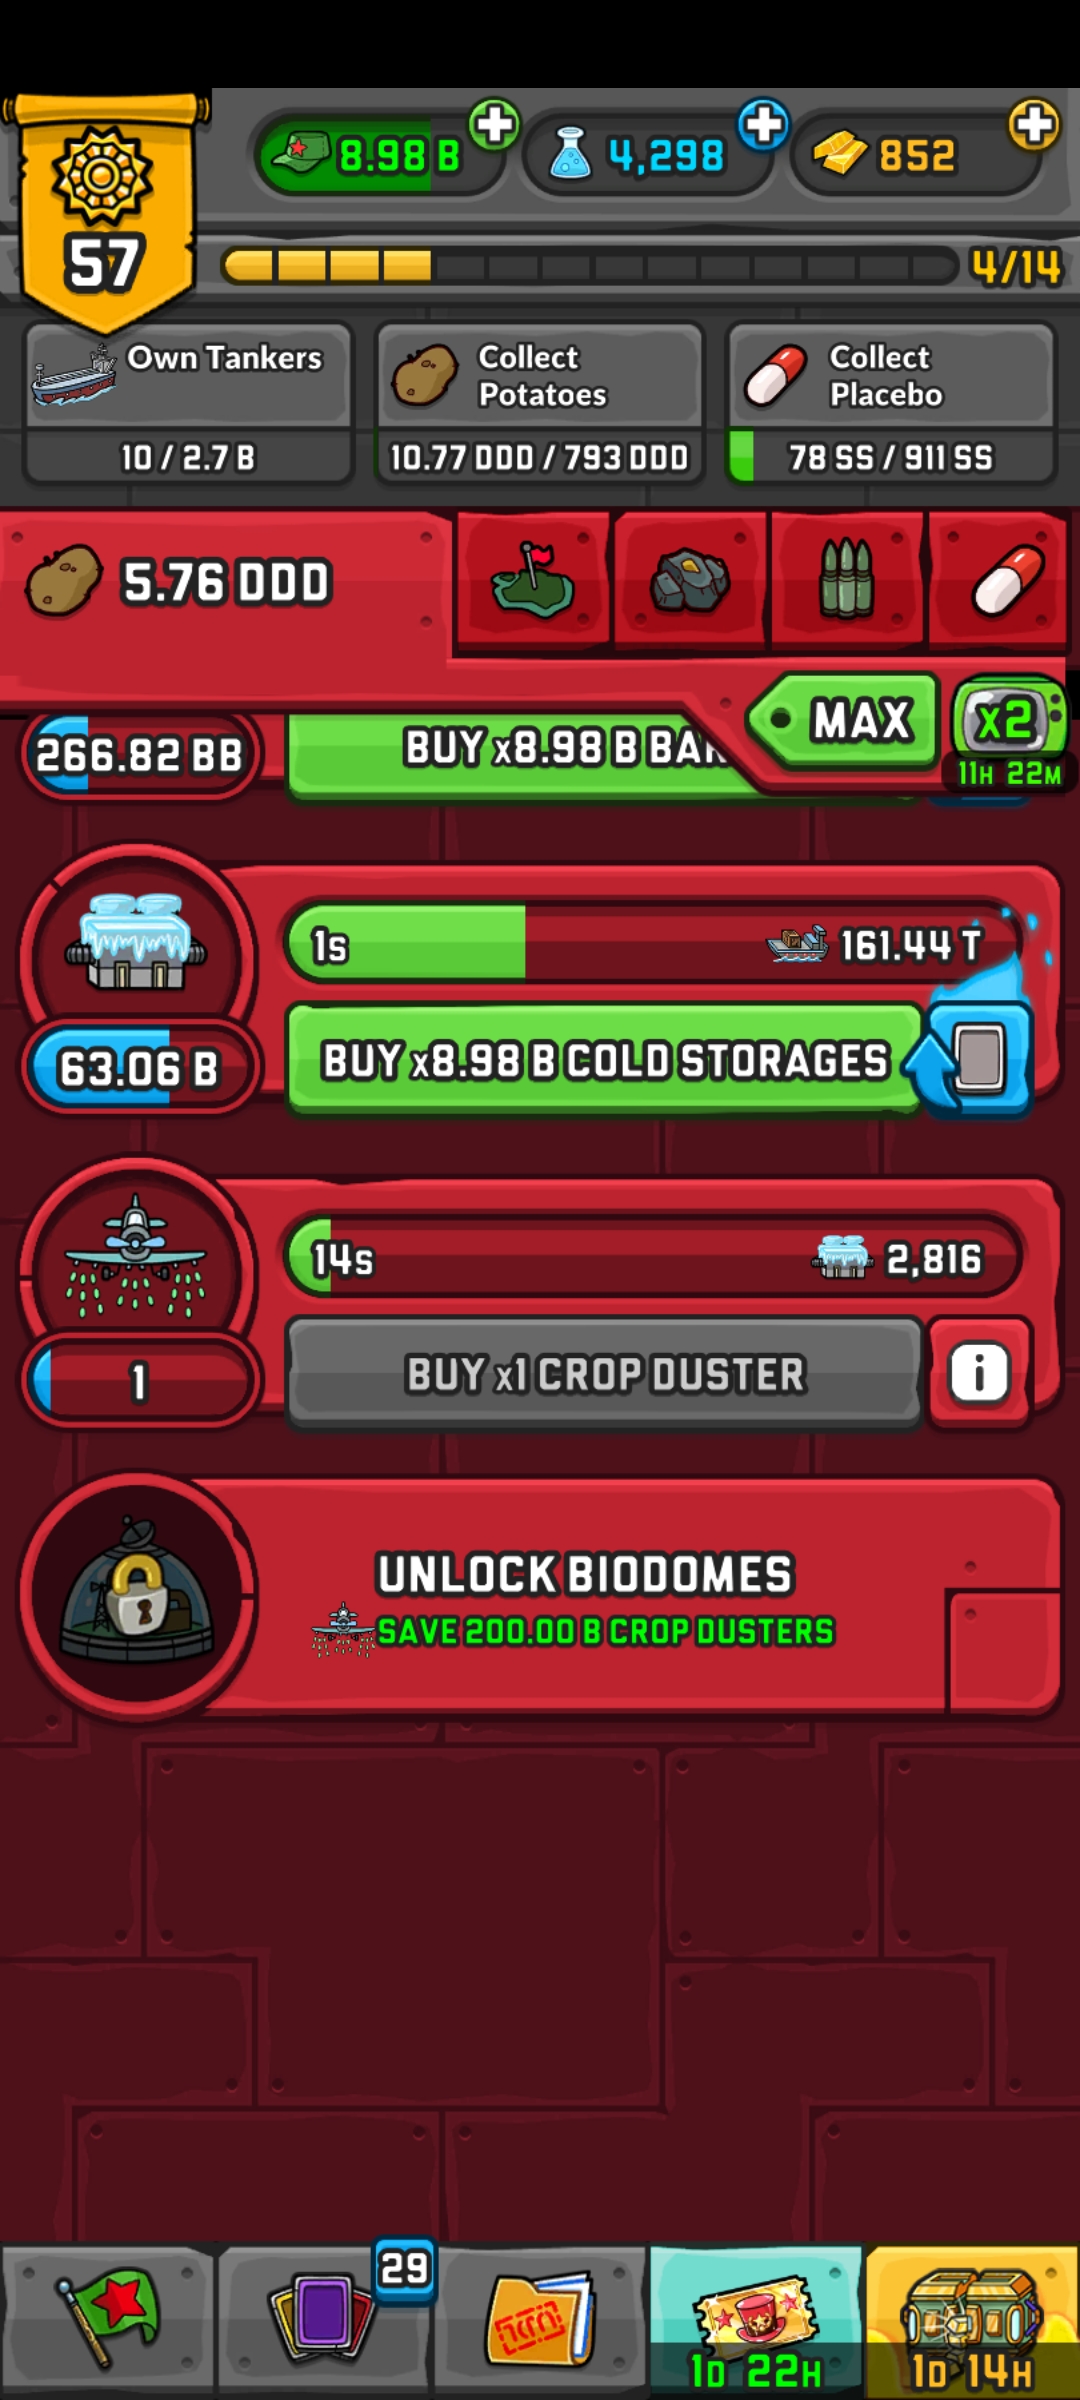 57
8.98 B
4,298
852
4/14
Own Tankers
10 / 2.7 B
Collect
Potatoes
10.77 DDD / 793 DDD
Collect
Placebo
78 SS / 911 SS
5.76 DDD
MAX
x2
11H 22M
266.82 BB
BUY x8.98 B
1s
161.44 T
63.06 B
BUY x8.98 B COLD STORAGES
14s
2,816
1
BUY x1 CROP DUSTER
i
UNLOCK BIODOMES
SAVE 200.00 B CROP DUSTERS
29
1D 22H
1D 14H